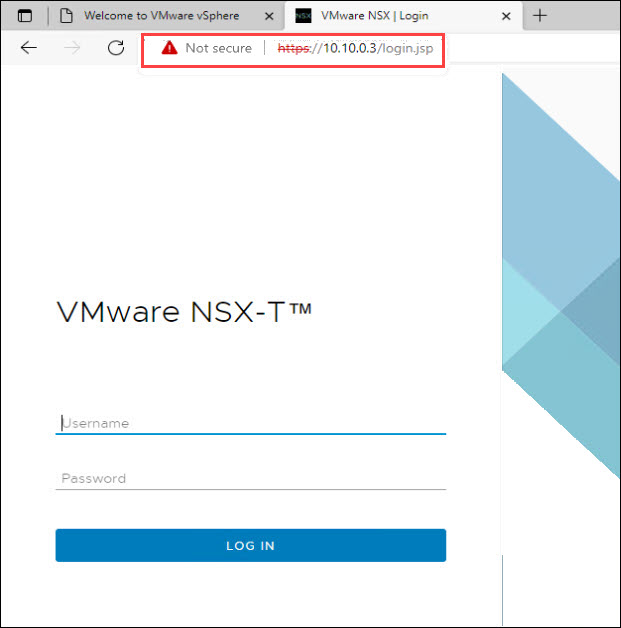 Welcome to VMware vSphere
NSX VMware NSX | Login
Not secure | https://10.10.0.3/login.jsp
VMware NSX-T™
Username
Password
LOG IN